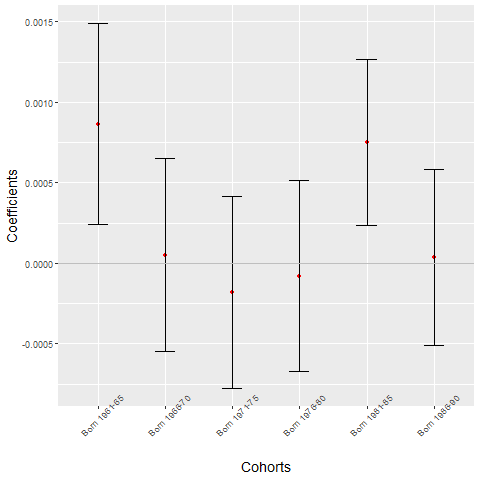 Coefficients
0.0015
0.0010
0.0005
0.0000
-0.0005
Born 1961-65
Born 1966-70
Born 1971-75
Born 1976-80
Born 1981-85
Born 1986-90
Cohorts